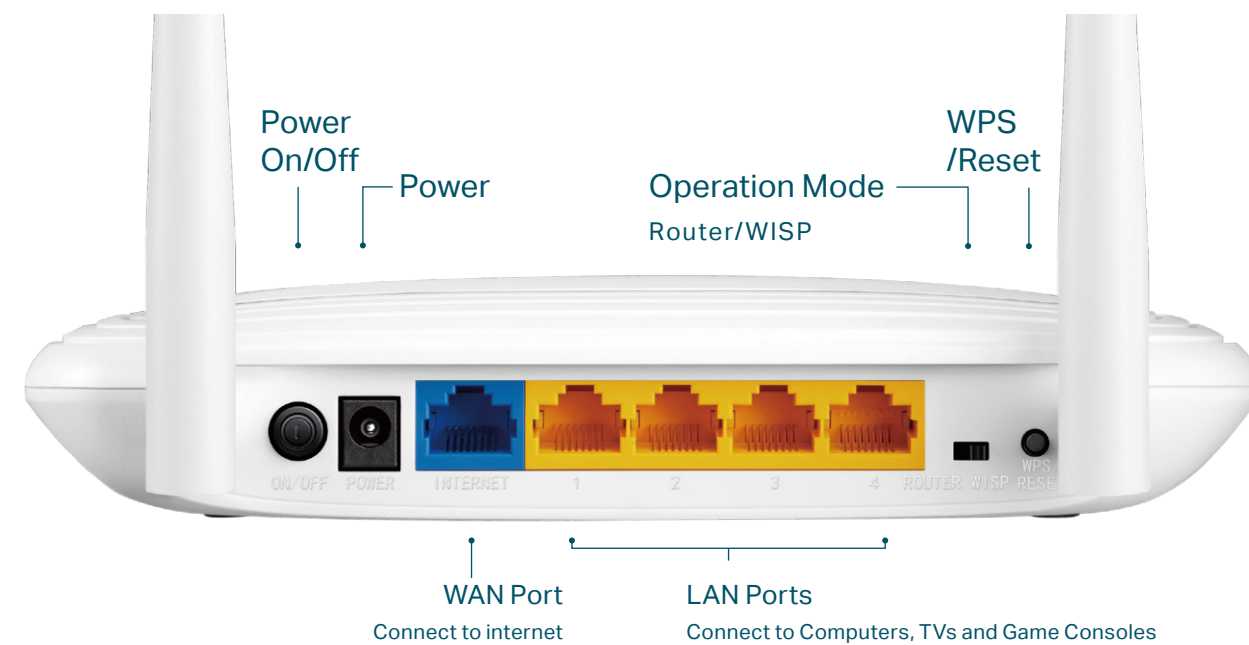 Power
On/Off
Power
Operation Mode
Router/WISP
WPS
/Reset
ON/OFF
POWER
INTERNET
1
2
3
4
ROUTER WISP
WPS/
RESE
WAN Port
Connect to internet
LAN Ports
Connect to Computers, TVs and Game Consoles